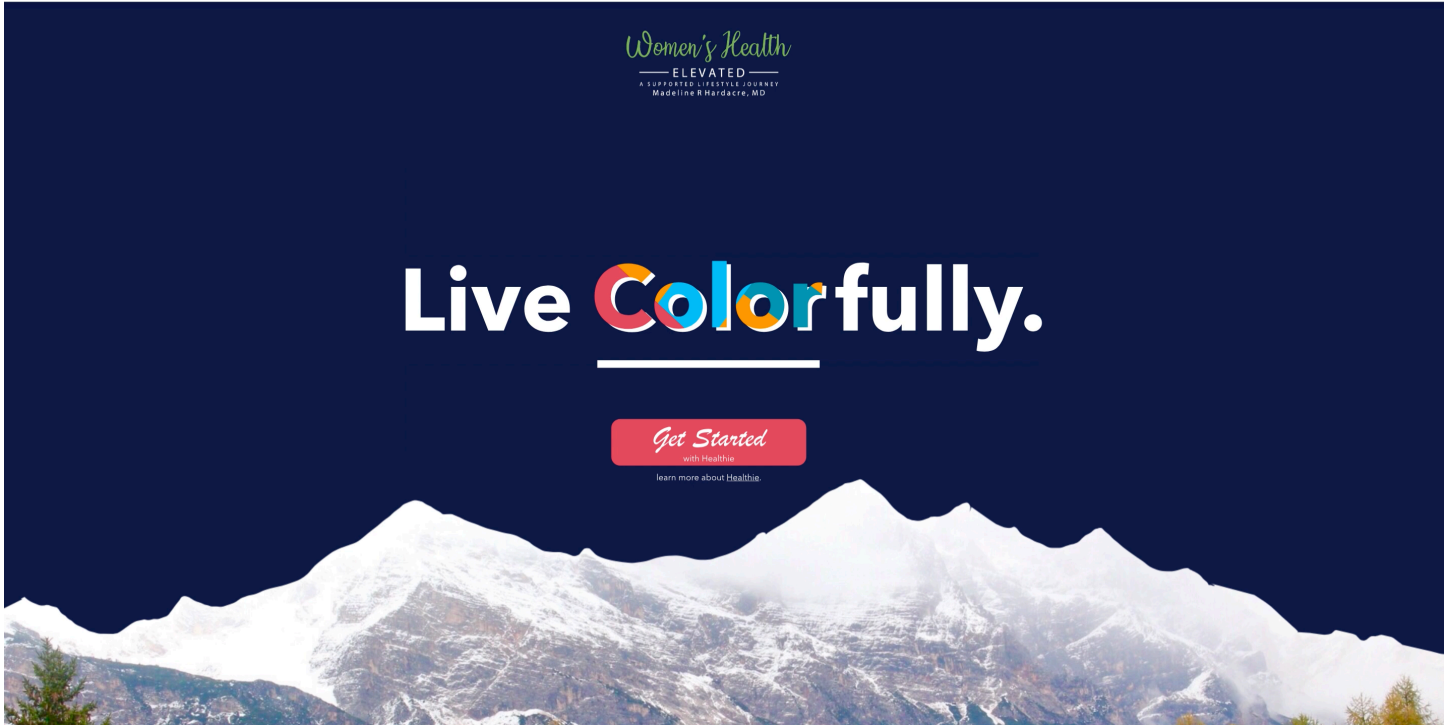 Women's Health
ELEVATED
A SUPPORTED LIFESTYLE JOURNEY
Madeline R Hardacre, MD
Live Colorfully.
Get Started
with Healthie
learn more about Healthie.